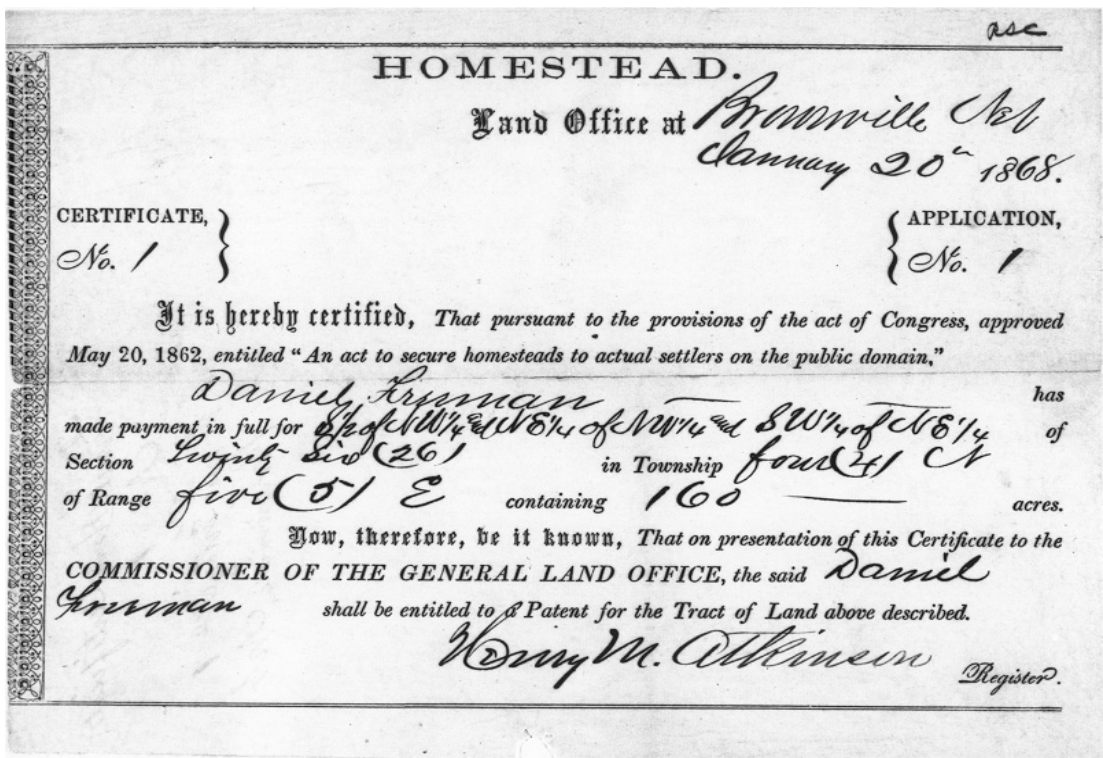 asc
HOMESTEAD.
Land Office at Brownville Neb
January 20th 1868.
CERTIFICATE, No. 1 } { APPLICATION, No. 1
It is hereby certified, That pursuant to the provisions of the act of Congress, approved
May 20, 1862, entitled “An act to secure homesteads to actual settlers on the public domain,”
Daniel Freeman has
made payment in full for S½ of NW¼ and NE¼ of NW¼ and SW¼ of NE¼ of
Section Twenty Six (26) in Township four (4) N
of Range five (5) E containing 160 acres.
Now, therefore, be it known, That on presentation of this Certificate to the
COMMISSIONER OF THE GENERAL LAND OFFICE, the said Daniel
Freeman shall be entitled to a Patent for the Tract of Land above described.
Henry M. Atkinson
Register.